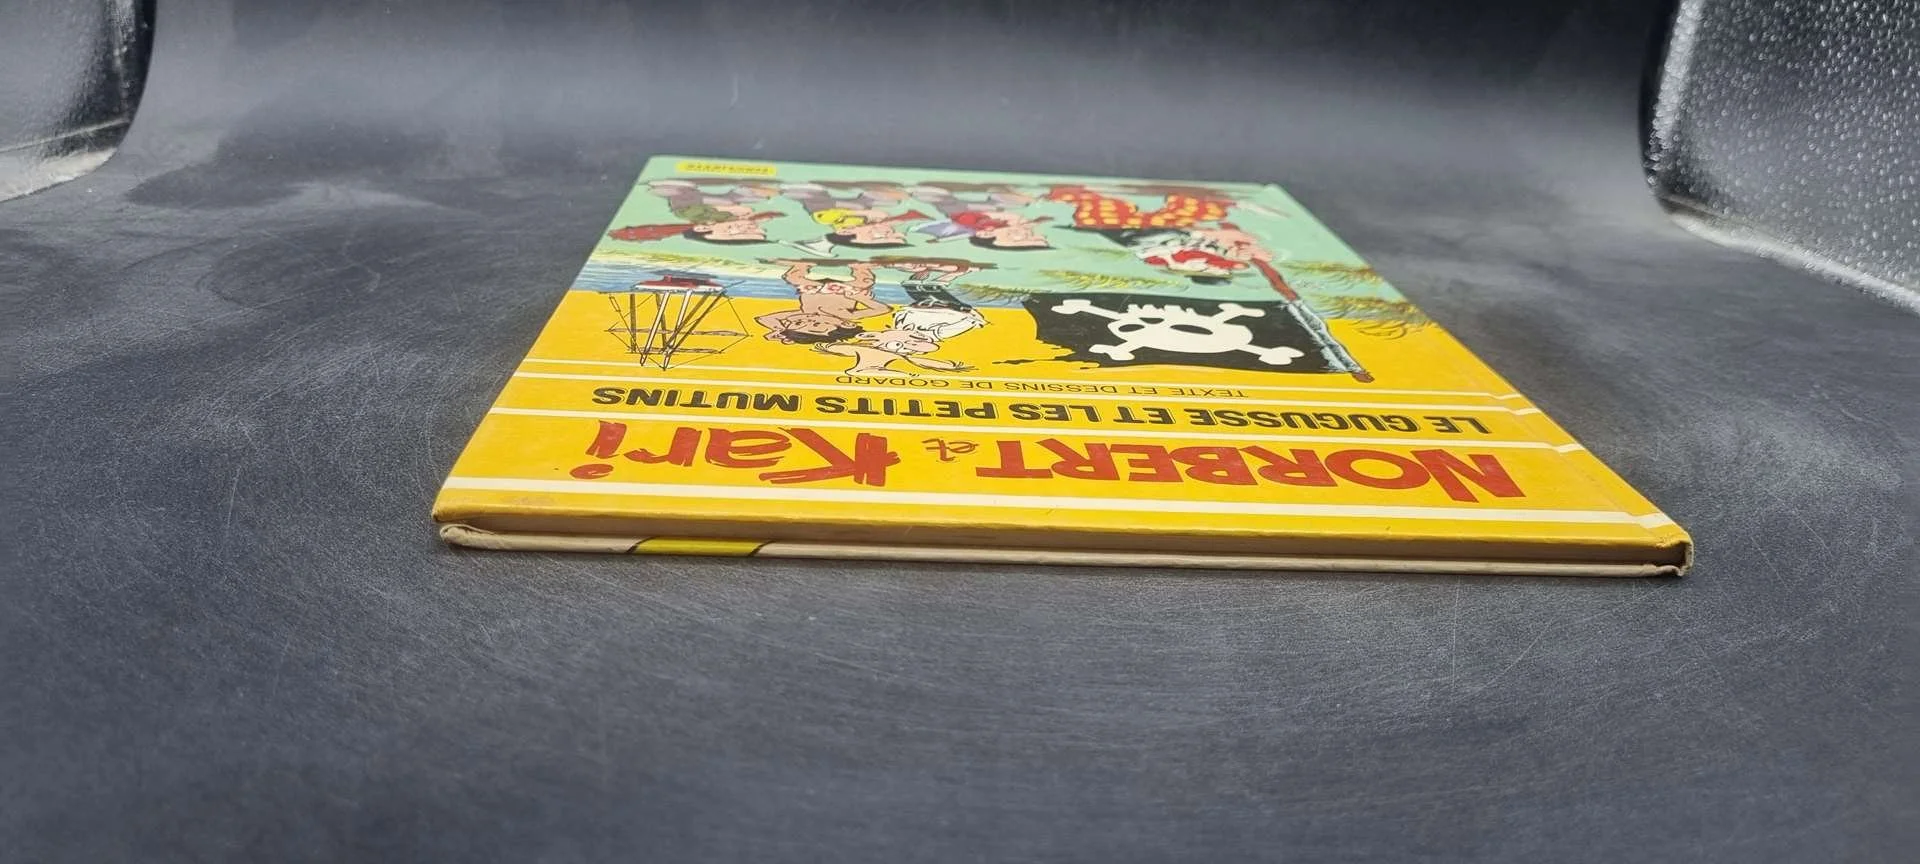 NORBERT et Kari
LE GUGUSSE ET LES PETITS MUTINS
TEXTE ET DESSINS DE GODARD